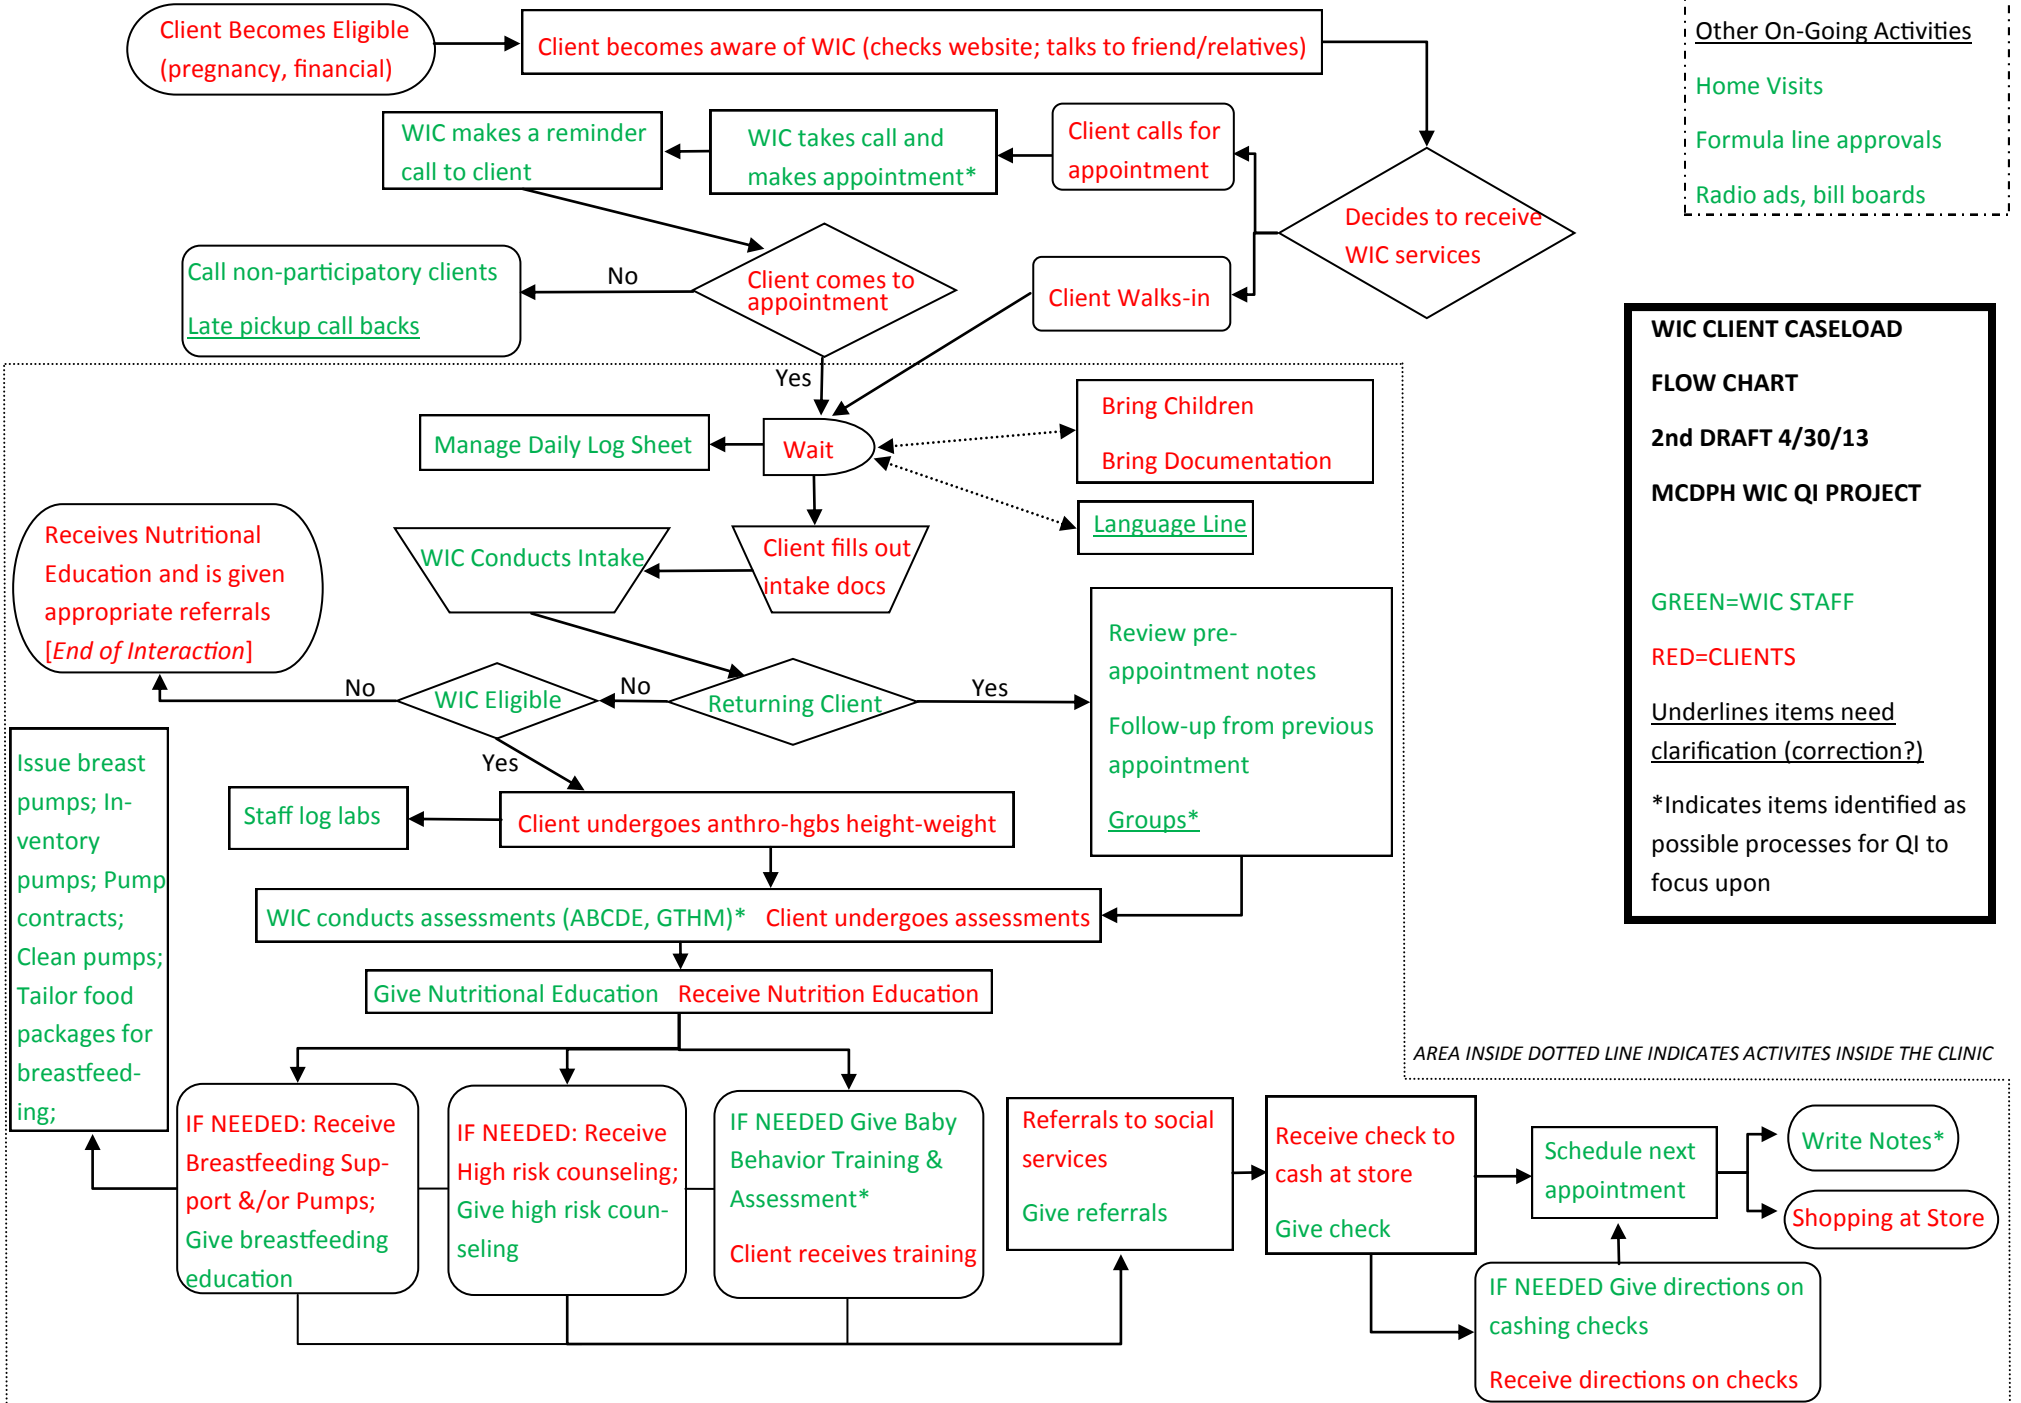 Client Becomes Eligible
(pregnancy, financial)
Client becomes aware of WIC (checks website; talks to friend/relatives)
Other On-Going Activities
Home Visits
Formula line approvals
Radio ads, bill boards
WIC makes a reminder
call to client
WIC takes call and
makes appointment*
Client calls for
appointment
Decides to receive
WIC services
Call non-participatory clients
Late pickup call backs
No
Client comes to
appointment
Client Walks-in
Yes
WIC CLIENT CASELOAD
FLOW CHART
2nd DRAFT 4/30/13
MCDPH WIC QI PROJECT
GREEN=WIC STAFF
RED=CLIENTS
Underlines items need
clarification (correction?)
*Indicates items identified as
possible processes for QI to
focus upon
Manage Daily Log Sheet
Wait
Bring Children
Bring Documentation
Language Line
Receives Nutritional
Education and is given
appropriate referrals
[End of Interaction]
WIC Conducts Intake
Client fills out
intake docs
Review pre-
appointment notes
Follow-up from previous
appointment
Groups*
No
WIC Eligible
No
Returning Client
Yes
Yes
Issue breast
pumps; In-
ventory
pumps; Pump
contracts;
Clean pumps;
Tailor food
packages for
breastfeed-
ing;
Staff log labs
Client undergoes anthro-hgbs height-weight
WIC conducts assessments (ABCDE, GTHM)* Client undergoes assessments
Give Nutritional Education Receive Nutrition Education
AREA INSIDE DOTTED LINE INDICATES ACTIVITES INSIDE THE CLINIC
IF NEEDED: Receive
Breastfeeding Sup-
port &/or Pumps;
Give breastfeeding
education
IF NEEDED: Receive
High risk counseling;
Give high risk coun-
seling
IF NEEDED Give Baby
Behavior Training &
Assessment*
Client receives training
Referrals to social
services
Give referrals
Receive check to
cash at store
Give check
Schedule next
appointment
Write Notes*
Shopping at Store
IF NEEDED Give directions on
cashing checks
Receive directions on checks